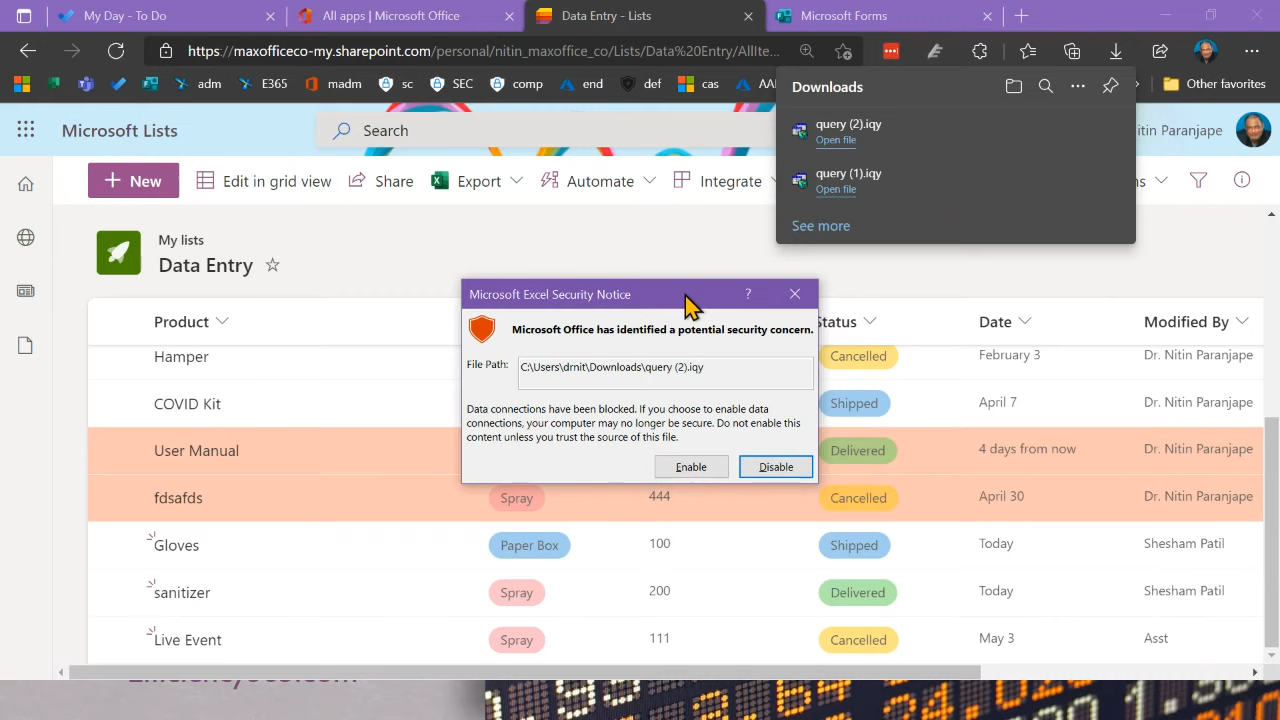 My Day - To Do
All apps | Microsoft Office
Data Entry - Lists
Microsoft Forms
https://maxofficeco-my.sharepoint.com/personal/nitin_maxoffice_co/Lists/Data%20Entry/AllIte...
adm
E365
madm
sc
SEC
comp
end
def
cas
Other favorites
Downloads
query (2).iqy
Open file
query (1).iqy
Open file
See more
Microsoft Lists
Search
itin Paranjape
New
Edit in grid view
Share
Export
Automate
Integrate
My lists
Data Entry
Product
Status
Date
Modified By
Hamper
Cancelled
February 3
Dr. Nitin Paranjape
COVID Kit
Shipped
April 7
Dr. Nitin Paranjape
User Manual
Delivered
4 days from now
Dr. Nitin Paranjape
fdsafds
Spray
444
Cancelled
April 30
Dr. Nitin Paranjape
Gloves
Paper Box
100
Shipped
Today
Shesham Patil
sanitizer
Spray
200
Delivered
Today
Shesham Patil
Live Event
Spray
111
Cancelled
May 3
Asst
Microsoft Excel Security Notice
?
Microsoft Office has identified a potential security concern.
File Path:
C:\Users\drnit\Downloads\query (2).iqy
Data connections have been blocked. If you choose to enable data
connections, your computer may no longer be secure. Do not enable this
content unless you trust the source of this file.
Enable
Disable